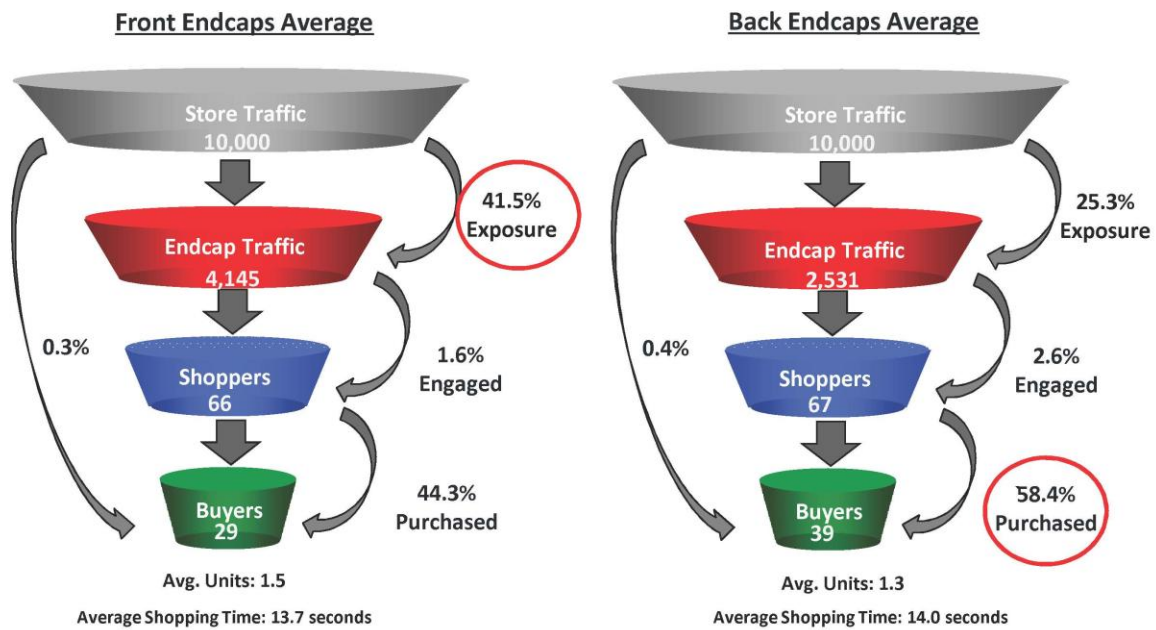 Front Endcaps Average
Store Traffic
10,000
41.5%
Exposure
Endcap Traffic
4,145
0.3%
1.6%
Engaged
Shoppers
66
44.3%
Purchased
Buyers
29
Avg. Units: 1.5
Average Shopping Time: 13.7 seconds
Back Endcaps Average
Store Traffic
10,000
25.3%
Exposure
Endcap Traffic
2,531
0.4%
2.6%
Engaged
Shoppers
67
58.4%
Purchased
Buyers
39
Avg. Units: 1.3
Average Shopping Time: 14.0 seconds